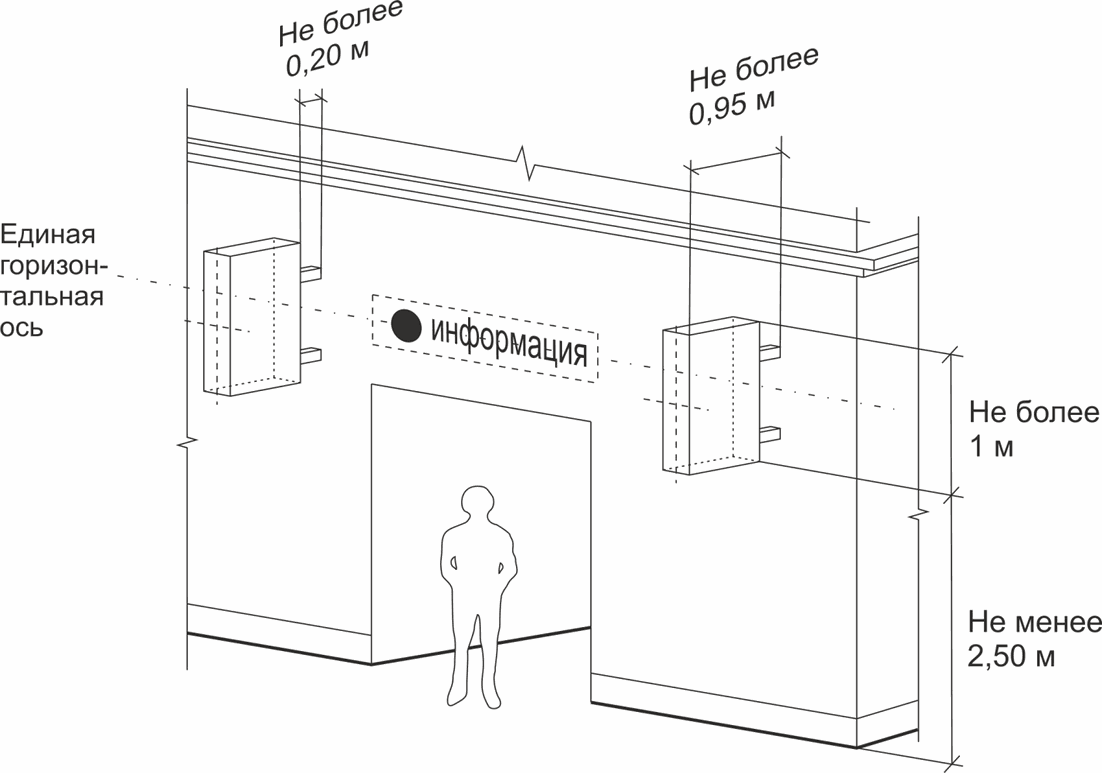 Не более
0,20 м
Не более
0,95 м
Единая
горизон-
тальная
ось
информация
Не более
1 м
Не менее
2,50 м